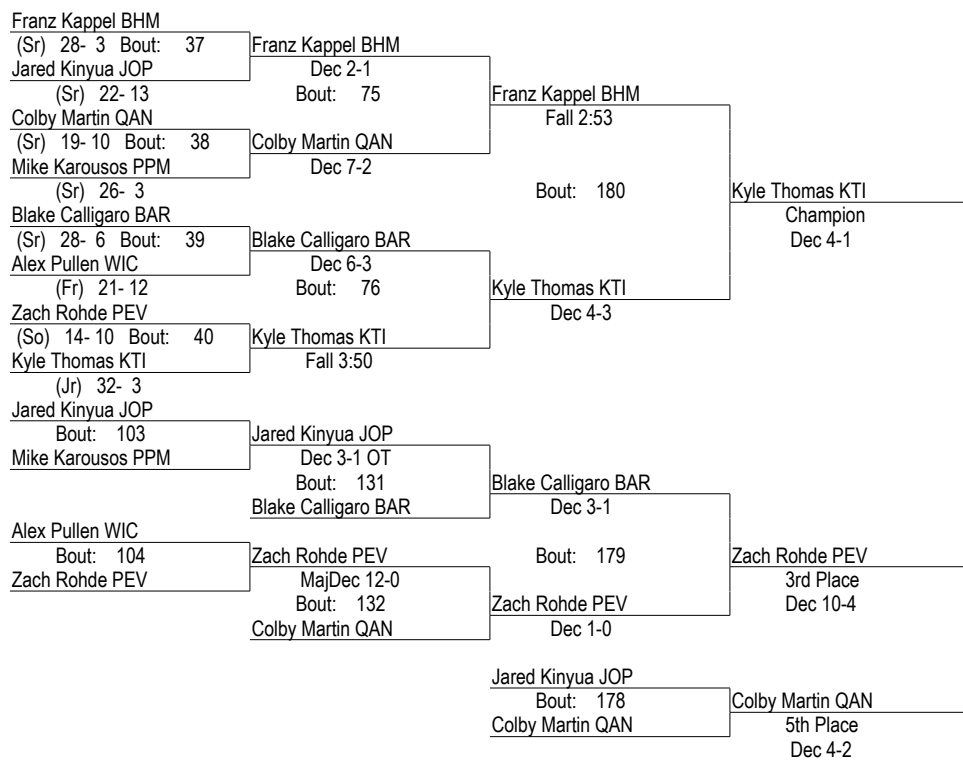 Franz Kappel BHM
(Sr) 28- 3 Bout: 37 Franz Kappel BHM
Jared Kinyua JOP Dec 2-1
(Sr) 22- 13 Bout: 75 Franz Kappel BHM
Colby Martin QAN Fall 2:53
(Sr) 19- 10 Bout: 38 Colby Martin QAN
Mike Karousos PPM Dec 7-2
(Sr) 26- 3 Bout: 180 Kyle Thomas KTI
Blake Calligaro BAR Champion
(Sr) 28- 6 Bout: 39 Blake Calligaro BAR Dec 4-1
Alex Pullen WIC Dec 6-3
(Fr) 21- 12 Bout: 76 Kyle Thomas KTI
Zach Rohde PEV Dec 4-3
(So) 14- 10 Bout: 40 Kyle Thomas KTI
Kyle Thomas KTI Fall 3:50
(Jr) 32- 3
Jared Kinyua JOP
Bout: 103 Jared Kinyua JOP
Mike Karousos PPM Dec 3-1 OT
Bout: 131 Blake Calligaro BAR
Blake Calligaro BAR Dec 3-1
Alex Pullen WIC
Bout: 104 Zach Rohde PEV Bout: 179 Zach Rohde PEV
Zach Rohde PEV MajDec 12-0 3rd Place
Bout: 132 Zach Rohde PEV Dec 10-4
Colby Martin QAN Dec 1-0
Jared Kinyua JOP
Bout: 178 Colby Martin QAN
Colby Martin QAN 5th Place
Dec 4-2